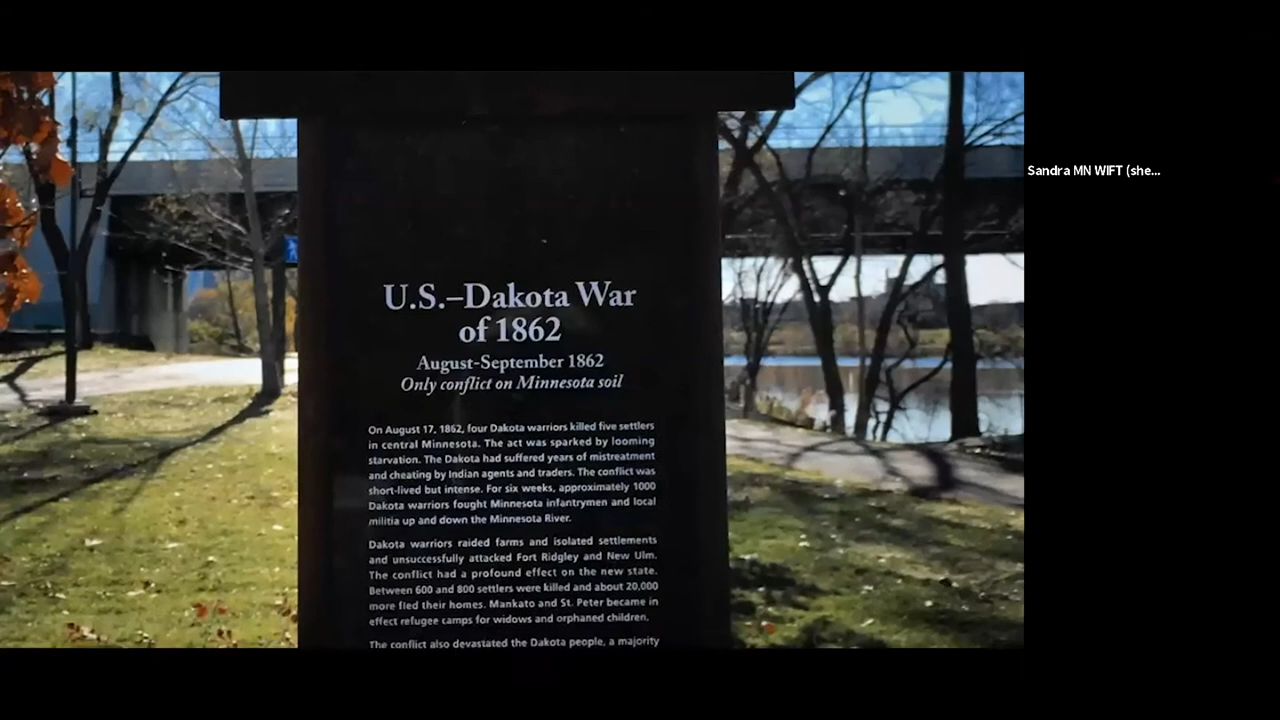 Sandra MN WIFT (she...
U.S.–Dakota War
of 1862
August-September 1862
Only conflict on Minnesota soil
On August 17, 1862, four Dakota warriors killed five settlers
in central Minnesota. The act was sparked by looming
starvation. The Dakota had suffered years of mistreatment
and cheating by Indian agents and traders. The conflict was
short-lived but intense. For six weeks, approximately 1000
Dakota warriors fought Minnesota infantrymen and local
militia up and down the Minnesota River.
Dakota warriors raided farms and isolated settlements
and unsuccessfully attacked Fort Ridgley and New Ulm.
The conflict had a profound effect on the new state.
Between 600 and 800 settlers were killed and about 20,000
more fled their homes. Mankato and St. Peter became in
effect refugee camps for widows and orphaned children.
The conflict also devastated the Dakota people, a majority